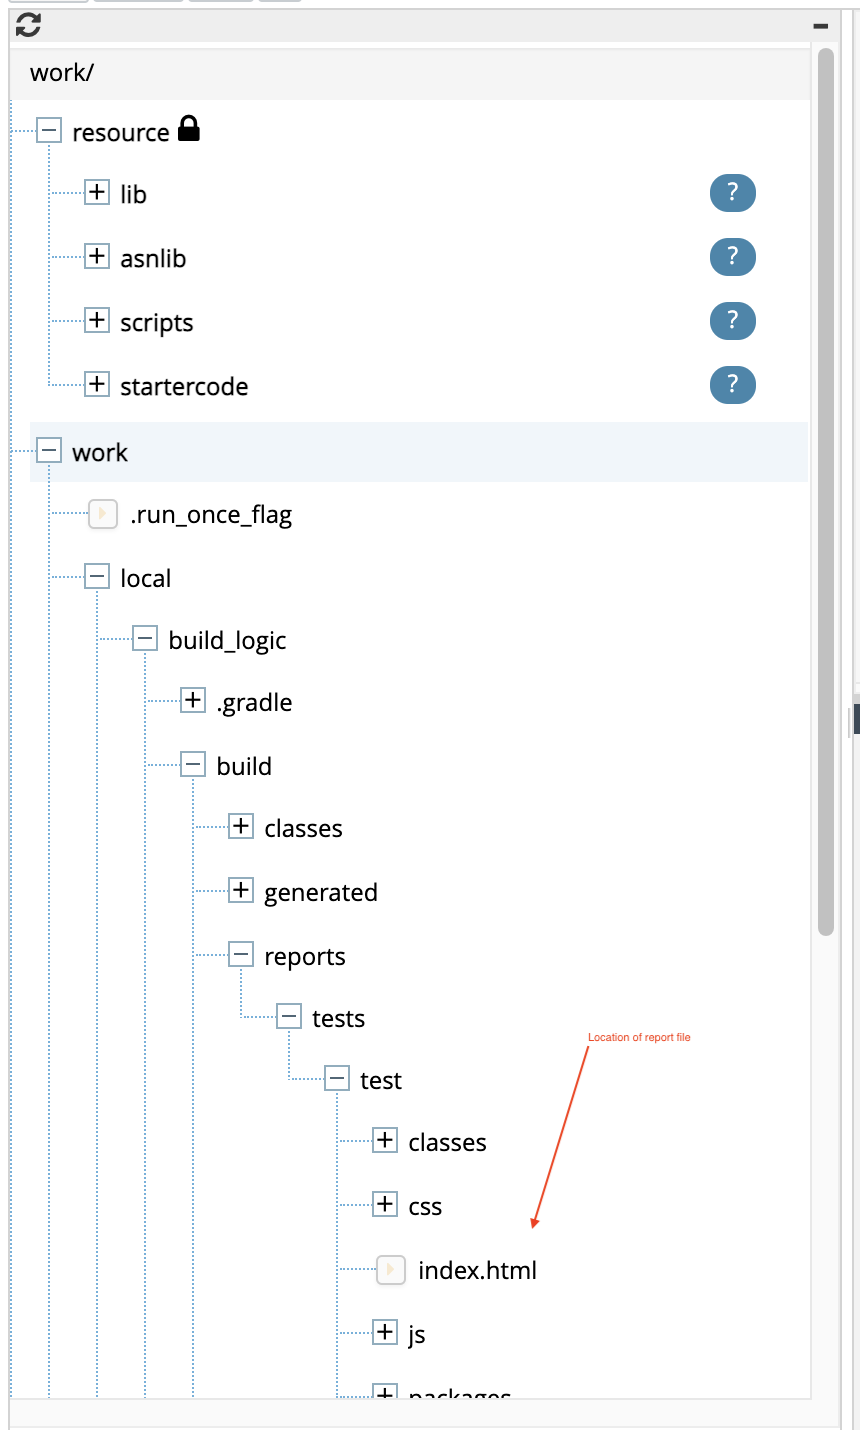 work/
resource
lib ?
asnlib ?
scripts ?
startercode ?
work
.run_once_flag
local
build_logic
.gradle
build
classes
generated
reports
tests
Location of report file
test
classes
css
index.html
js
packages